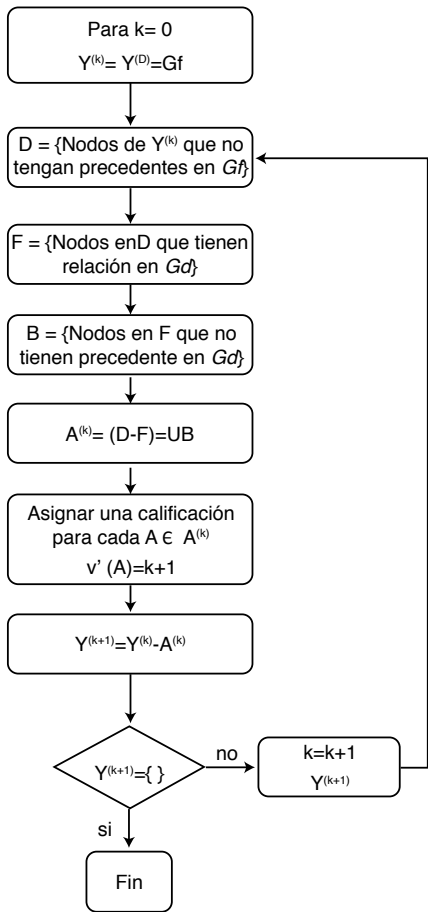 Para k= 0
Y(k)= Y(D)=Gf
D = {Nodos de Y(k) que no
tengan precedentes en Gf}
F = {Nodos enD que tienen
relación en Gd}
B = {Nodos en F que no
tienen precedente en Gd}
A(k)= (D-F)=UB
Asignar una calificación
para cada A ϵ A(k)
v' (A)=k+1
Y(k+1)=Y(k)-A(k)
Y(k+1)={ }
no
k=k+1
Y(k+1)
si
Fin